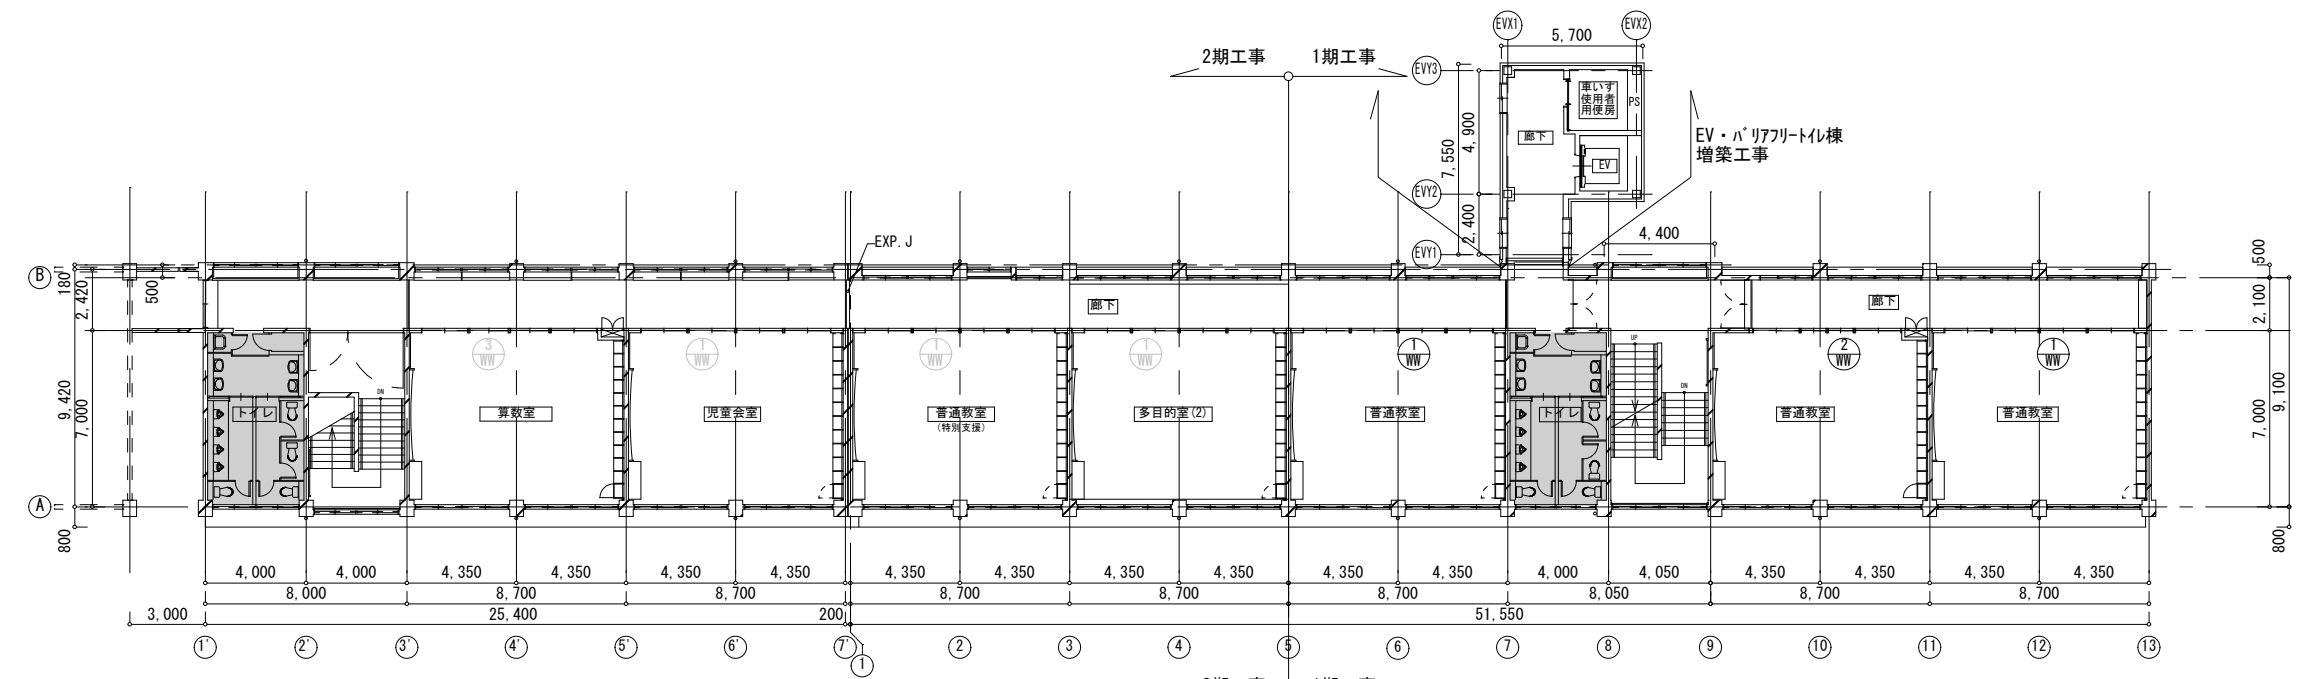 EVX1 EVX2
5,700
2期工事 1期工事
EVY3
車いす
使用者
用便房
PS
廊下
4,900
7,550
EV・バリアフリートイレ棟
増築工事
EV
EVY2
2,400
EXP.J
4,400
EVY1
B
180
2,420
500
500
廊下
廊下
2,100
3
WW
1
WW
1
WW
1
WW
1
WW
UP
2
WW
1
WW
DN
DN
9,420
7,000
トイレ
算数室
児童会室
普通教室
(特別支援)
多目的室(2)
普通教室
トイレ
普通教室
普通教室
7,000
9,100
A
800
800
4,000 4,000 4,350 4,350 4,350 4,350 4,350 4,350 4,350 4,350 4,350 4,350 4,000 4,050 4,350 4,350 4,350 4,350
8,000 8,700 8,700 8,700 8,700 8,700 8,050 8,700 8,700
3,000 25,400 200 51,550
1' 2' 3' 4' 5' 6' 7' 1 2 3 4 5 6 7 8 9 10 11 12 13